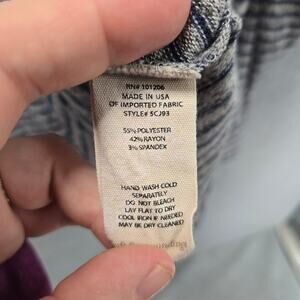 RN# 101206
MADE IN USA
OF IMPORTED FABRIC
STYLE# 5CJ93
55% POLYESTER
42% RAYON
3% SPANDEX
HAND WASH COLD
SEPARATELY
DO NOT BLEACH
LAY FLAT TO DRY
COOL IRON IF NEEDED
MAY BE DRY CLEANED